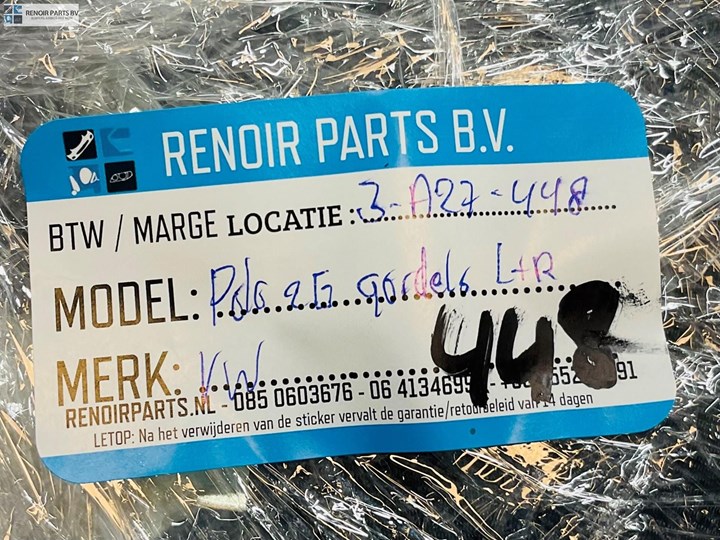 RENOIR PARTS BV
RENOIR PARTS B.V.
BTW / MARGE LOCATIE : 3-A27-448
MODEL: Polo 2G gordels L+R
MERK: VW
448
RENOIRPARTS.NL - 085 0603676 - 06 4134699
LETOP: Na het verwijderen van de sticker vervalt de garantie/retourbeleid van 14 dagen